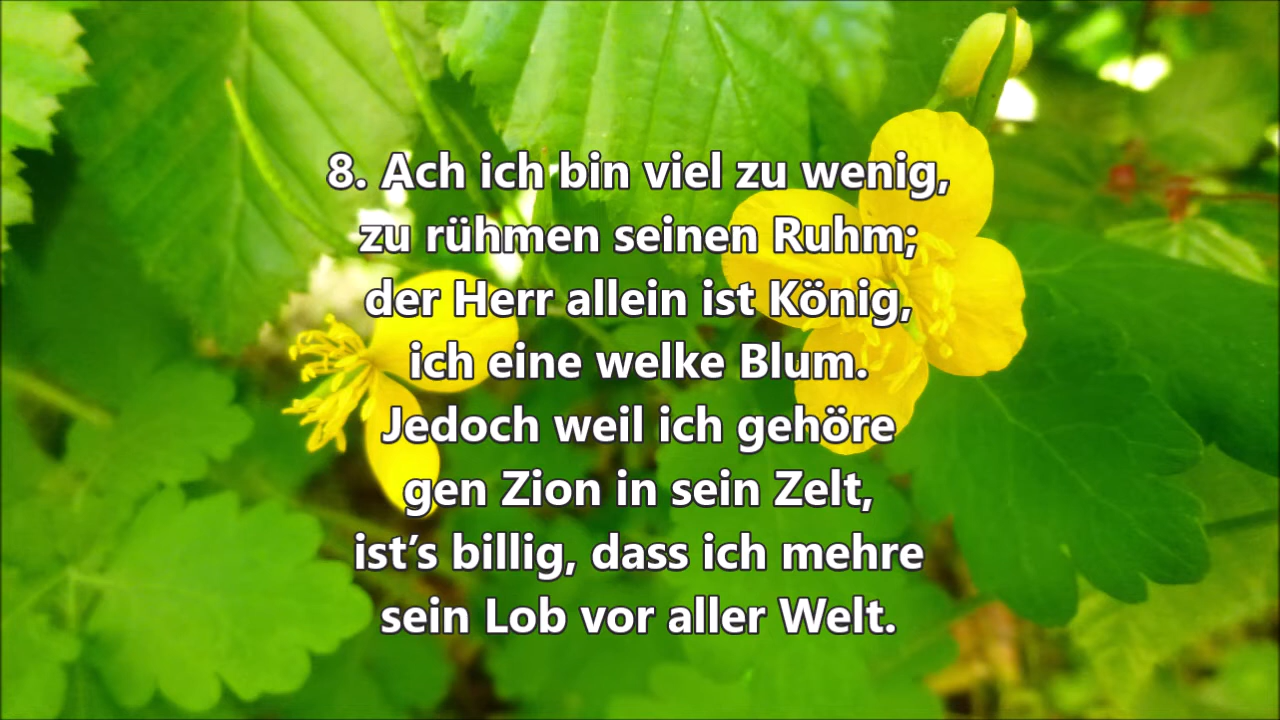 8. Ach ich bin viel zu wenig,
zu rühmen seinen Ruhm;
der Herr allein ist König,
ich eine welke Blum.
Jedoch weil ich gehöre
gen Zion in sein Zelt,
ist’s billig, dass ich mehre
sein Lob vor aller Welt.